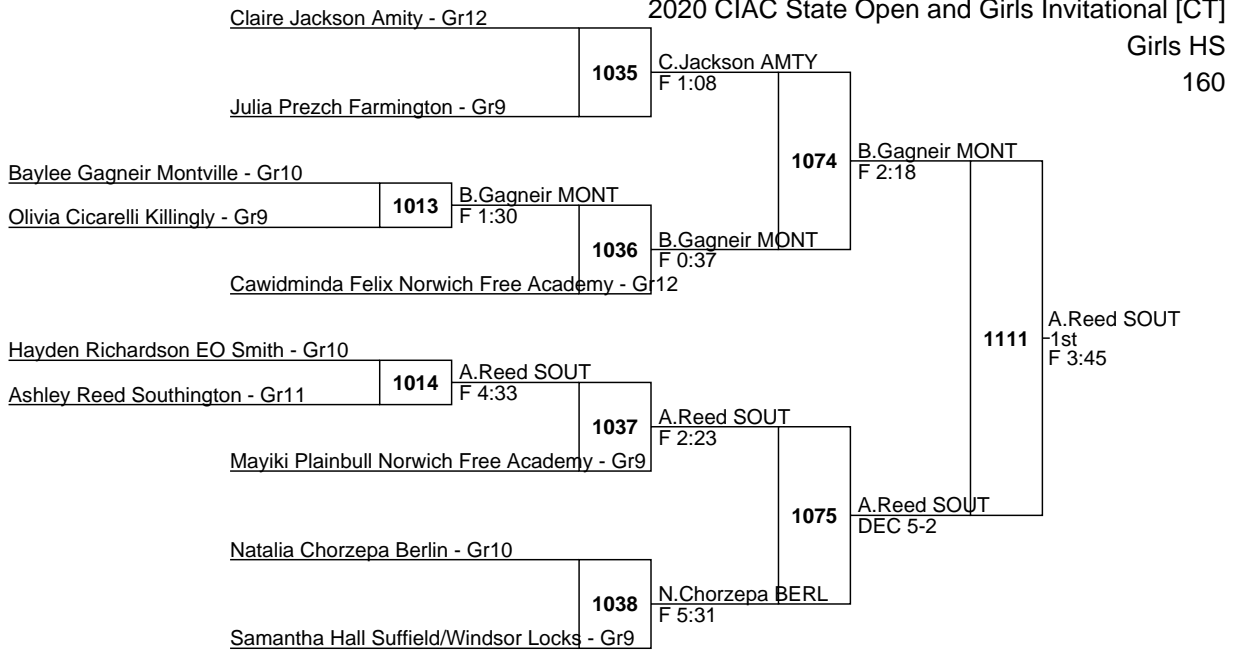 2020 CIAC State Open and Girls Invitational [CT]
Girls HS
160
Claire Jackson Amity - Gr12
1035
C.Jackson AMTY
F 1:08
Julia Prezch Farmington - Gr9
1074
B.Gagneir MONT
F 2:18
Baylee Gagneir Montville - Gr10
1013
B.Gagneir MONT
F 1:30
Olivia Cicarelli Killingly - Gr9
1036
B.Gagneir MONT
F 0:37
Cawidminda Felix Norwich Free Academy - Gr12
1111
A.Reed SOUT
1st
F 3:45
Hayden Richardson EO Smith - Gr10
1014
A.Reed SOUT
F 4:33
Ashley Reed Southington - Gr11
1037
A.Reed SOUT
F 2:23
Mayiki Plainbull Norwich Free Academy - Gr9
1075
A.Reed SOUT
DEC 5-2
Natalia Chorzepa Berlin - Gr10
1038
N.Chorzepa BERL
F 5:31
Samantha Hall Suffield/Windsor Locks - Gr9